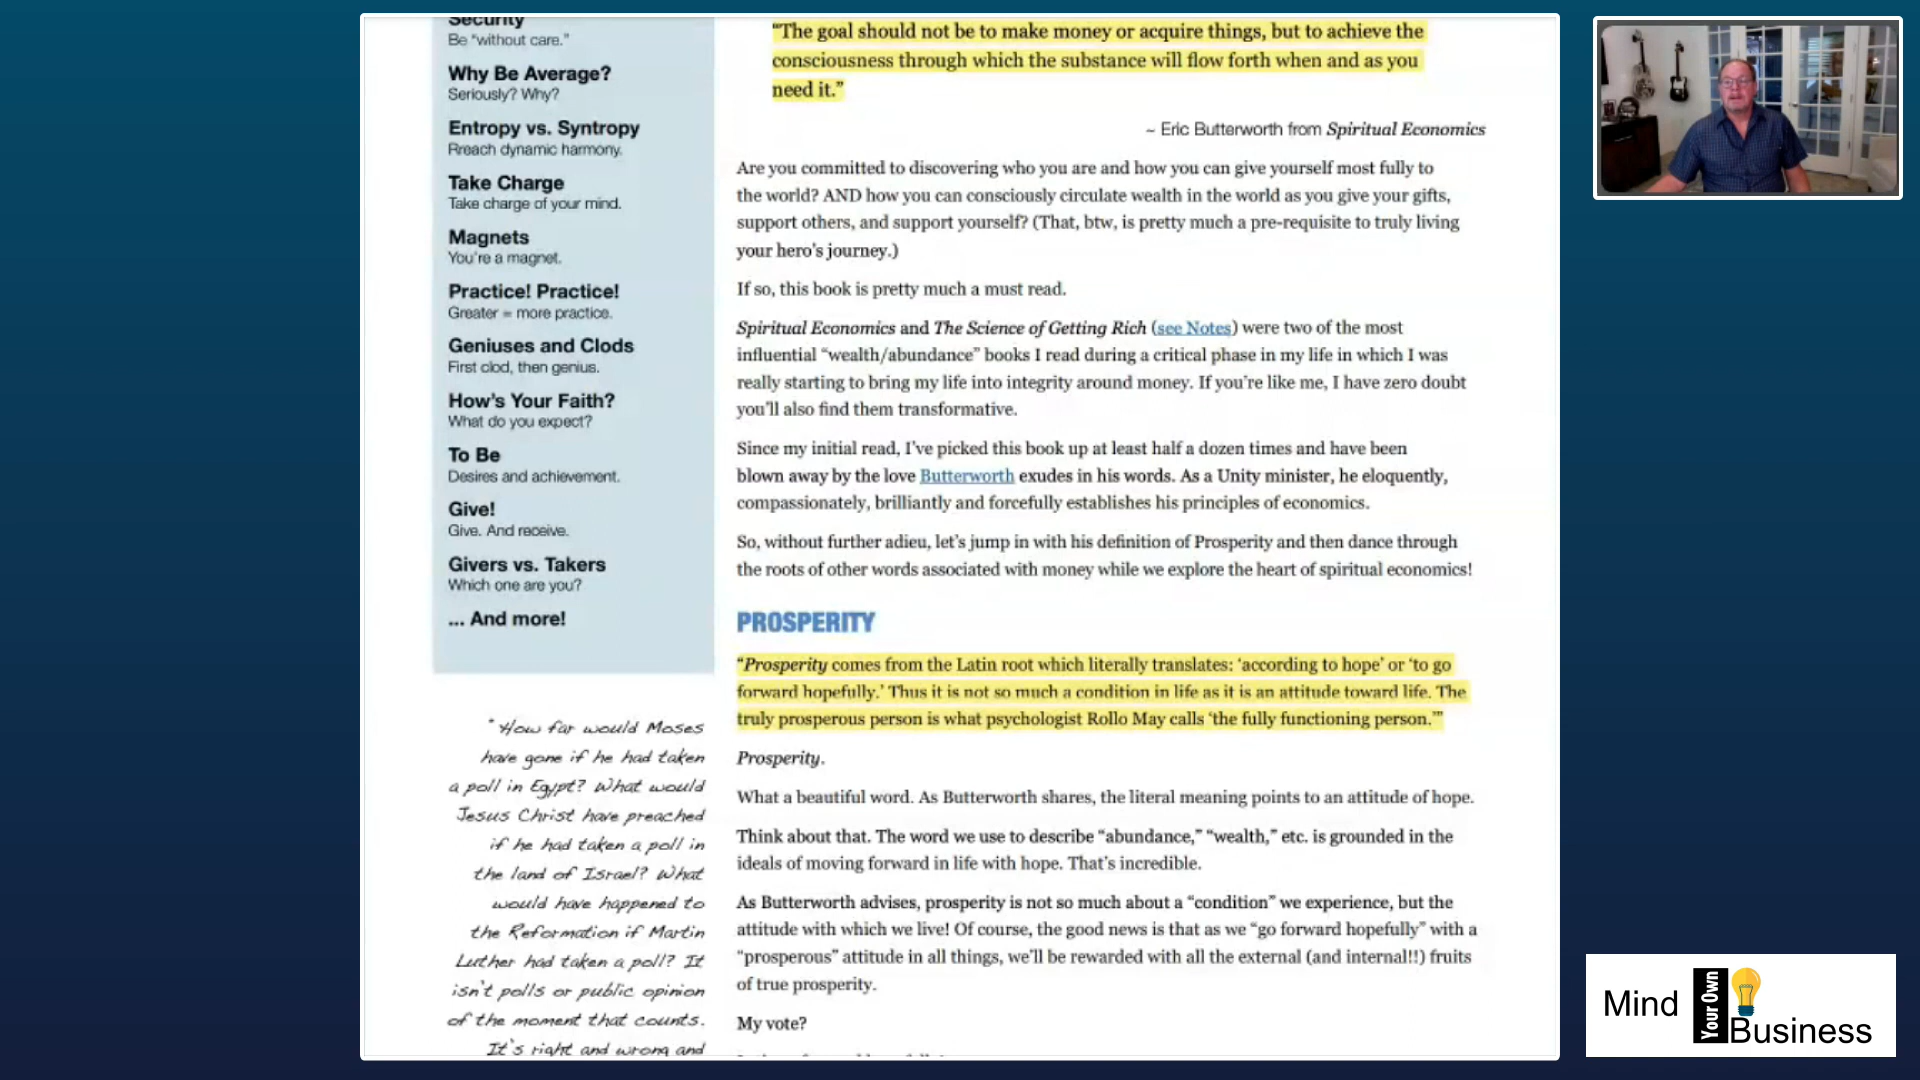 Security
Be “without care.”
Why Be Average?
Seriously? Why?
Entropy vs. Syntropy
Rreach dynamic harmony.
Take Charge
Take charge of your mind.
Magnets
You’re a magnet.
Practice! Practice!
Greater = more practice.
Geniuses and Clods
First clod, then genius.
How’s Your Faith?
What do you expect?
To Be
Desires and achievement.
Give!
Give. And receive.
Givers vs. Takers
Which one are you?
... And more!
“How far would Moses
have gone if he had taken
a poll in Egypt? What would
Jesus Christ have preached
if he had taken a poll in
the land of Israel? What
would have happened to
the Reformation if Martin
Luther had taken a poll? It
isn’t polls or public opinion
of the moment that counts.
It’s right and wrong and
“The goal should not be to make money or acquire things, but to achieve the
consciousness through which the substance will flow forth when and as you
need it.”
~ Eric Butterworth from Spiritual Economics
Are you committed to discovering who you are and how you can give yourself most fully to
the world? AND how you can consciously circulate wealth in the world as you give your gifts,
support others, and support yourself? (That, btw, is pretty much a pre-requisite to truly living
your hero’s journey.)
If so, this book is pretty much a must read.
Spiritual Economics and The Science of Getting Rich (see Notes) were two of the most
influential “wealth/abundance” books I read during a critical phase in my life in which I was
really starting to bring my life into integrity around money. If you’re like me, I have zero doubt
you’ll also find them transformative.
Since my initial read, I’ve picked this book up at least half a dozen times and have been
blown away by the love Butterworth exudes in his words. As a Unity minister, he eloquently,
compassionately, brilliantly and forcefully establishes his principles of economics.
So, without further adieu, let’s jump in with his definition of Prosperity and then dance through
the roots of other words associated with money while we explore the heart of spiritual economics!
PROSPERITY
“Prosperity comes from the Latin root which literally translates: ‘according to hope’ or ‘to go
forward hopefully.’ Thus it is not so much a condition in life as it is an attitude toward life. The
truly prosperous person is what psychologist Rollo May calls ‘the fully functioning person.’”
Prosperity.
What a beautiful word. As Butterworth shares, the literal meaning points to an attitude of hope.
Think about that. The word we use to describe “abundance,” “wealth,” etc. is grounded in the
ideals of moving forward in life with hope. That’s incredible.
As Butterworth advises, prosperity is not so much about a “condition” we experience, but the
attitude with which we live! Of course, the good news is that as we “go forward hopefully” with a
“prosperous” attitude in all things, we’ll be rewarded with all the external (and internal!!) fruits
of true prosperity.
My vote?
Mind
Your Own
Business